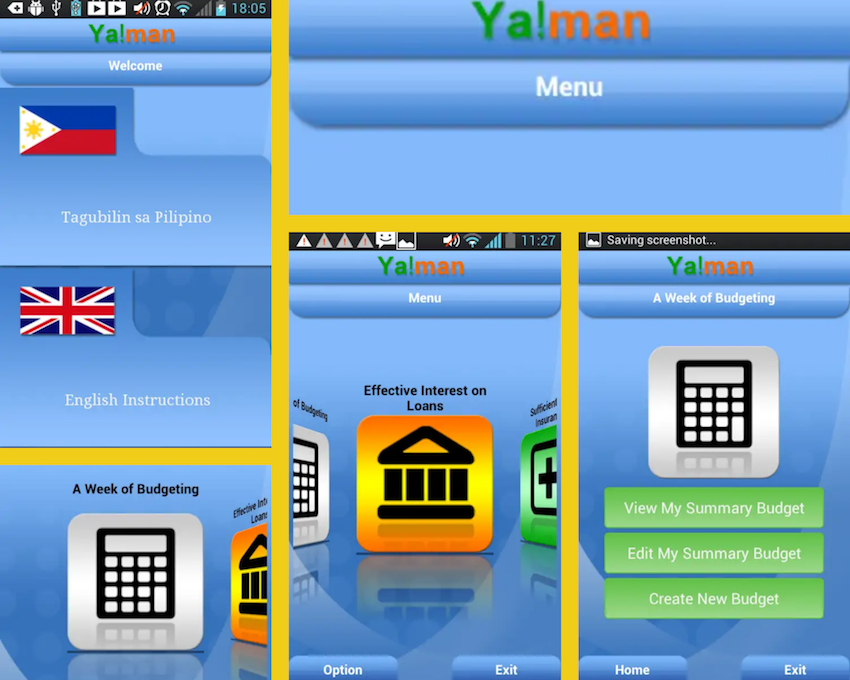 18:05
Ya!man
Welcome
Tagubilin sa Pilipino
English Instructions
A Week of Budgeting
Effective Inte
Loans
Ya!man
Menu
11:27
Ya!man
Menu
of Budgeting
Effective Interest on
Loans
Sufficient
Insuran
Option
Exit
Saving screenshot...
Ya!man
A Week of Budgeting
View My Summary Budget
Edit My Summary Budget
Create New Budget
Home
Exit